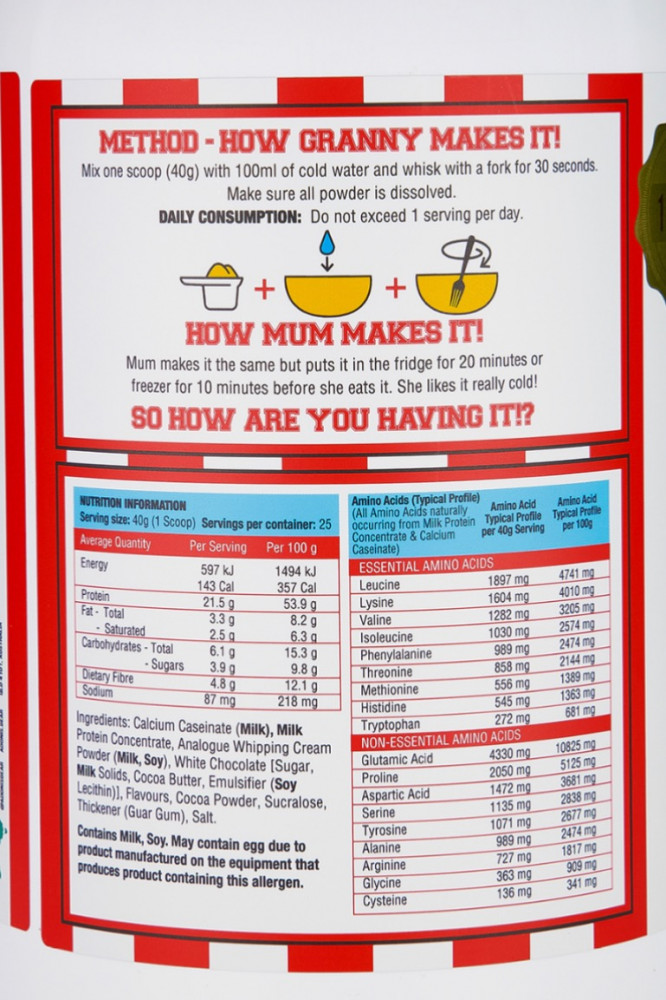 METHOD - HOW GRANNY MAKES IT!
Mix one scoop (40g) with 100ml of cold water and whisk with a fork for 30 seconds.
Make sure all powder is dissolved.
DAILY CONSUMPTION: Do not exceed 1 serving per day.
+ +
HOW MUM MAKES IT!
Mum makes it the same but puts it in the fridge for 20 minutes or
freezer for 10 minutes before she eats it. She likes it really cold!
SO HOW ARE YOU HAVING IT!?
NUTRITION INFORMATION
Serving size: 40g (1 Scoop) Servings per container: 25
Average Quantity Per Serving Per 100 g
Energy 597 kJ 1494 kJ
143 Cal 357 Cal
Protein 21.5 g 53.9 g
Fat - Total 3.3 g 8.2 g
- Saturated 2.5 g 6.3 g
Carbohydrates - Total 6.1 g 15.3 g
- Sugars 3.9 g 9.8 g
Dietary Fibre 4.8 g 12.1 g
Sodium 87 mg 218 mg
Ingredients: Calcium Caseinate (Milk), Milk
Protein Concentrate, Analogue Whipping Cream
Powder (Milk, Soy), White Chocolate [Sugar,
Milk Solids, Cocoa Butter, Emulsifier (Soy
Lecithin)], Flavours, Cocoa Powder, Sucralose,
Thickener (Guar Gum), Salt.
Contains Milk, Soy. May contain egg due to
product manufactured on the equipment that
produces product containing this allergen.
Amino Acids (Typical Profile)
(All Amino Acids naturally
occurring from Milk Protein
Concentrate & Calcium
Caseinate)
Amino Acid
Typical Profile
per 40g Serving
Amino Acid
Typical Profile
per 100g
ESSENTIAL AMINO ACIDS
Leucine 1897 mg 4741 mg
Lysine 1604 mg 4010 mg
Valine 1282 mg 3205 mg
Isoleucine 1030 mg 2574 mg
Phenylalanine 989 mg 2474 mg
Threonine 858 mg 2144 mg
Methionine 556 mg 1389 mg
Histidine 545 mg 1363 mg
Tryptophan 272 mg 681 mg
NON-ESSENTIAL AMINO ACIDS
Glutamic Acid 4330 mg 10825 mg
Proline 2050 mg 5125 mg
Aspartic Acid 1472 mg 3681 mg
Serine 1135 mg 2838 mg
Tyrosine 1071 mg 2677 mg
Alanine 989 mg 2474 mg
Arginine 727 mg 1817 mg
Glycine 363 mg 909 mg
Cysteine 136 mg 341 mg